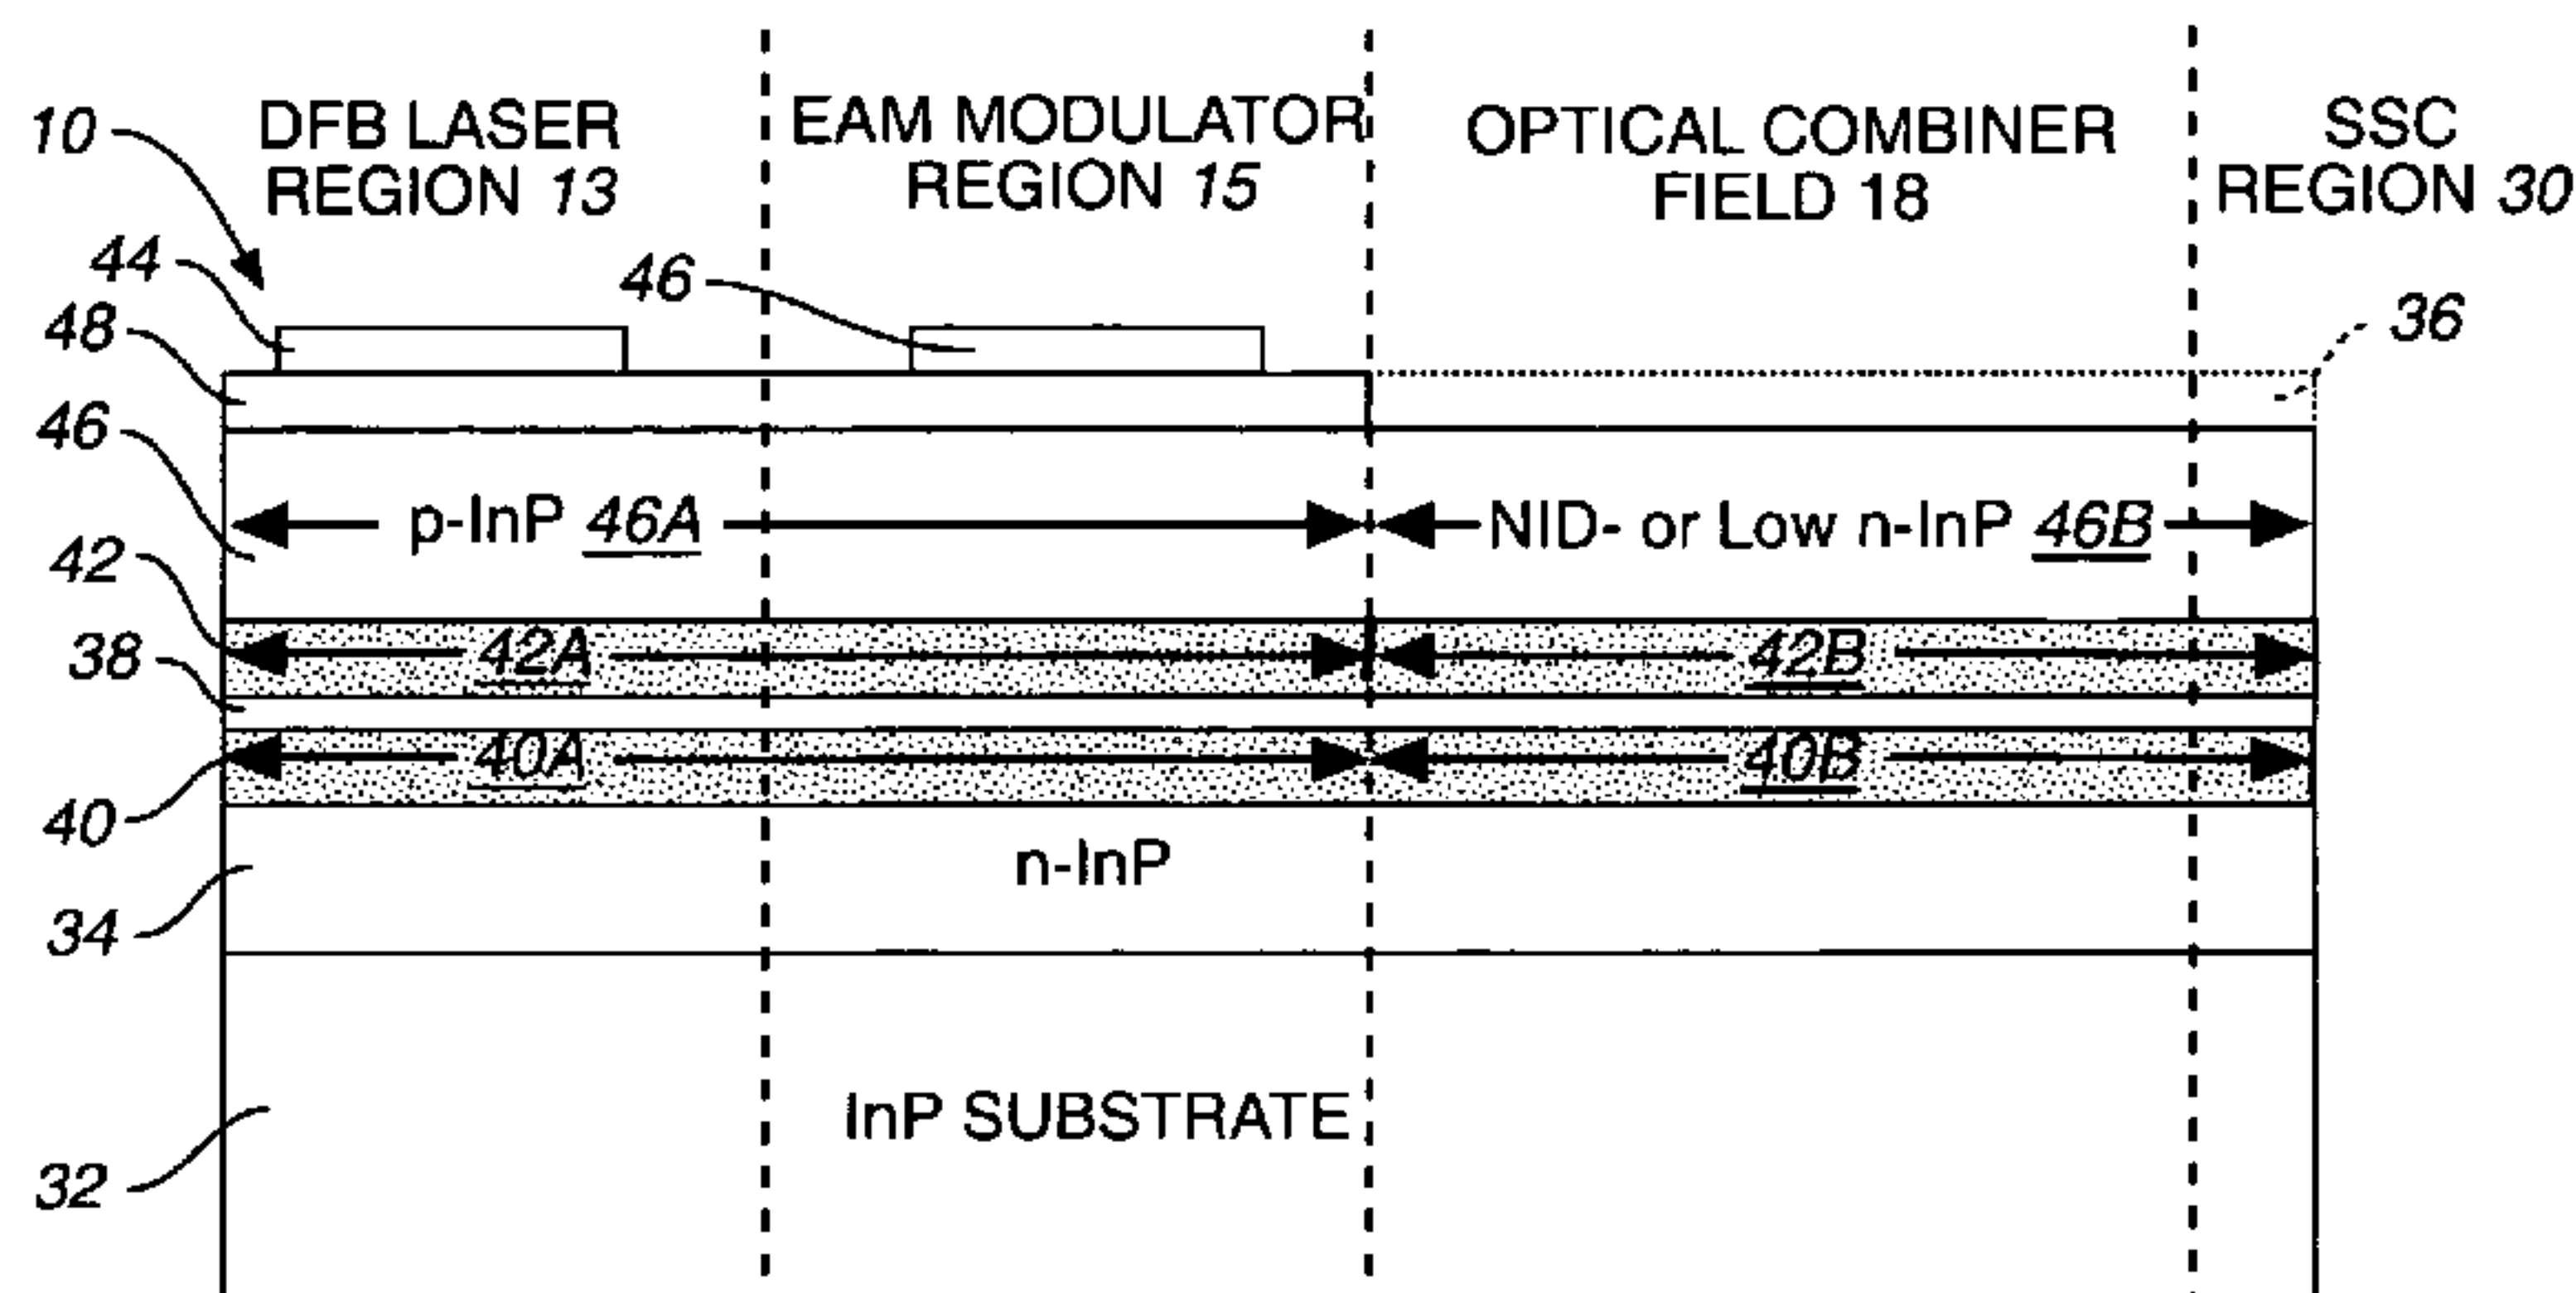 10
DFB LASER
REGION 13
EAM MODULATOR
REGION 15
OPTICAL COMBINER
FIELD 18
SSC
REGION 30
44
46
48
36
46
p-InP 46A
NID- or Low n-InP 46B
42
42A
42B
38
40A
40B
40
n-InP
34
InP SUBSTRATE
32